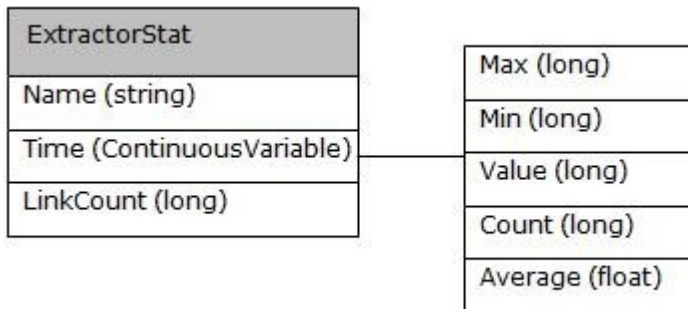 ExtractorStat
Name (string)
Time (ContinuousVariable)
LinkCount (long)
Max (long)
Min (long)
Value (long)
Count (long)
Average (float)